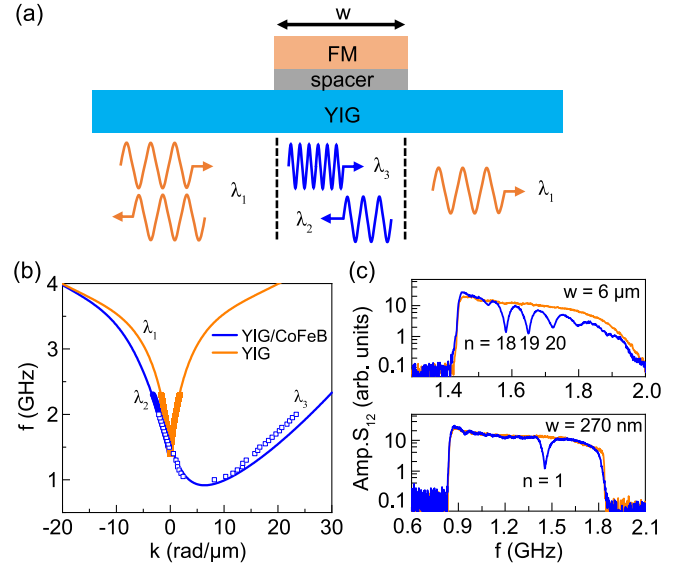 (a)
w
FM
spacer
YIG
λ1
λ3
λ2
λ1
(b)
f (GHz)
4
3
2
1
-20
-10
0
10
20
30
k (rad/μm)
λ1
YIG/CoFeB
YIG
λ2
λ3
(c)
Amp.S12 (arb. units)
10
1
0.1
w = 6 μm
n = 18 19 20
1.4 1.6 1.8 2.0
10
1
0.1
w = 270 nm
n = 1
0.6 0.9 1.2 1.5 1.8 2.1
f (GHz)